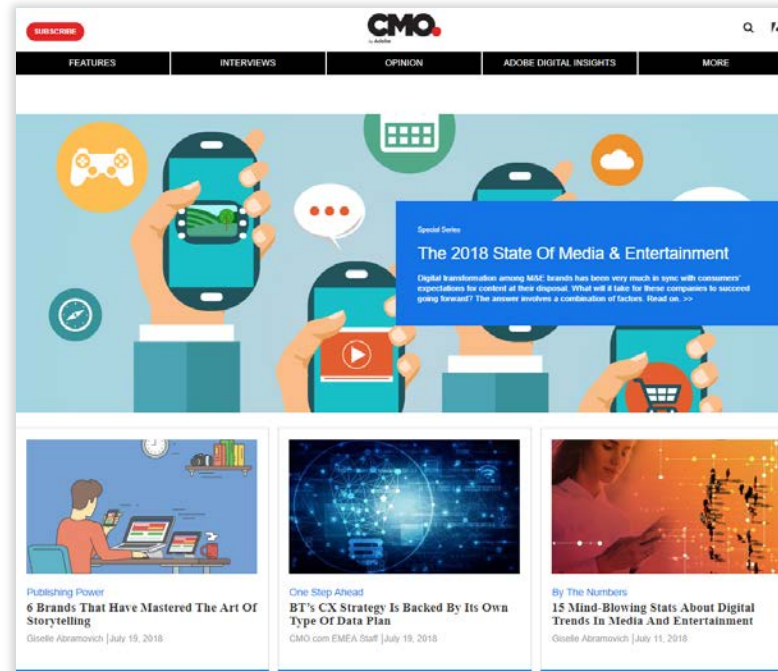 SUBSCRIBE
CMO.
by Adobe
FEATURES
INTERVIEWS
OPINION
ADOBE DIGITAL INSIGHTS
MORE
Special Series
The 2018 State Of Media & Entertainment
Digital transformation among M&E brands has been very much in sync with consumers'
expectations for content at their disposal. What will it take for these companies to succeed
going forward? The answer involves a combination of factors. Read on. >>
Publishing Power
6 Brands That Have Mastered The Art Of
Storytelling
Giselle Abramovich | July 19, 2018
One Step Ahead
BT's CX Strategy Is Backed By Its Own
Type Of Data Plan
CMO.com EMEA Staff | July 19, 2018
By The Numbers
15 Mind-Blowing Stats About Digital
Trends In Media And Entertainment
Giselle Abramovich | July 11, 2018